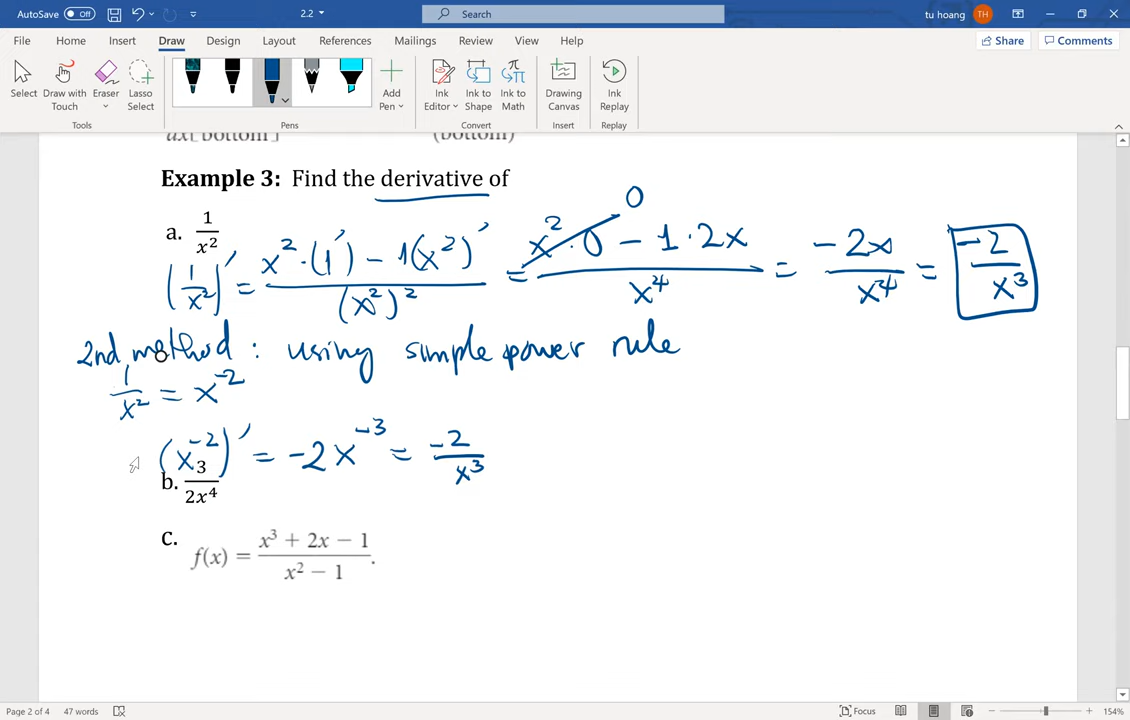 AutoSave Off 2.2 Search tu hoang TH
File Home Insert Draw Design Layout References Mailings Review View Help Share Comments
Select Draw with Touch Eraser Lasso Select Add Pen Ink Editor Ink to Shape Ink to Math Drawing Canvas Ink Replay
Tools Pens Convert Insert Replay
dx[bottom] (bottom)
Example 3: Find the derivative of
a. 1/x²
(1/x²)' = (x²·(1') − 1(x²)')/(x²)² = (x²·0 − 1·2x)/x⁴ = −2x/x⁴ = −2/x³
0
2nd method : using simple power rule
1/x² = x⁻²
(x⁻²)' = −2x⁻³ = −2/x³
b. 3/2x⁴
c. f(x) = (x³ + 2x − 1)/(x² − 1).
Page 2 of 4 47 words Focus 154%